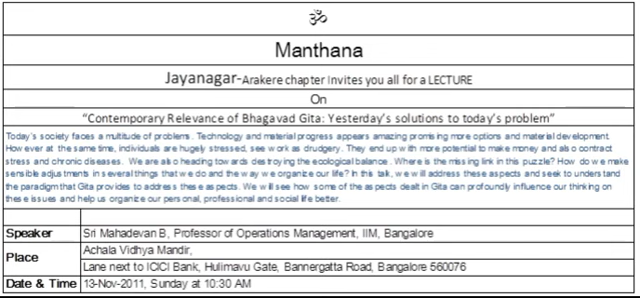 ॐ
Manthana
Jayanagar-Arakere chapter Invites you all for a LECTURE
On
“Contemporary Relevance of Bhagavad Gita: Yesterday’s solutions to today’s problem”
Today's society faces a multitude of problems. Technology and material progress appears amazing promising more options and material development.
However at the same time, individuals are hugely stressed, see work as drudgery. They end up with more potential to make money and also contract
stress and chronic diseases. We are also heading towards destroying the ecological balance. Where is the missing link in this puzzle? How do we make
sensible adjustments in several things that we do and the way we organize our life? In this talk, we will address these aspects and seek to understand
the paradigm that Gita provides to address these aspects. We will see how some of the aspects dealt in Gita can profoundly influence our thinking on
these issues and help us organize our personal, professional and social life better.
Speaker Sri Mahadevan B, Professor of Operations Management, IIM, Bangalore
Place Achala Vidhya Mandir,
Lane next to ICICI Bank, Hulimavu Gate, Bannergatta Road, Bangalore 560076
Date & Time 13-Nov-2011, Sunday at 10:30 AM